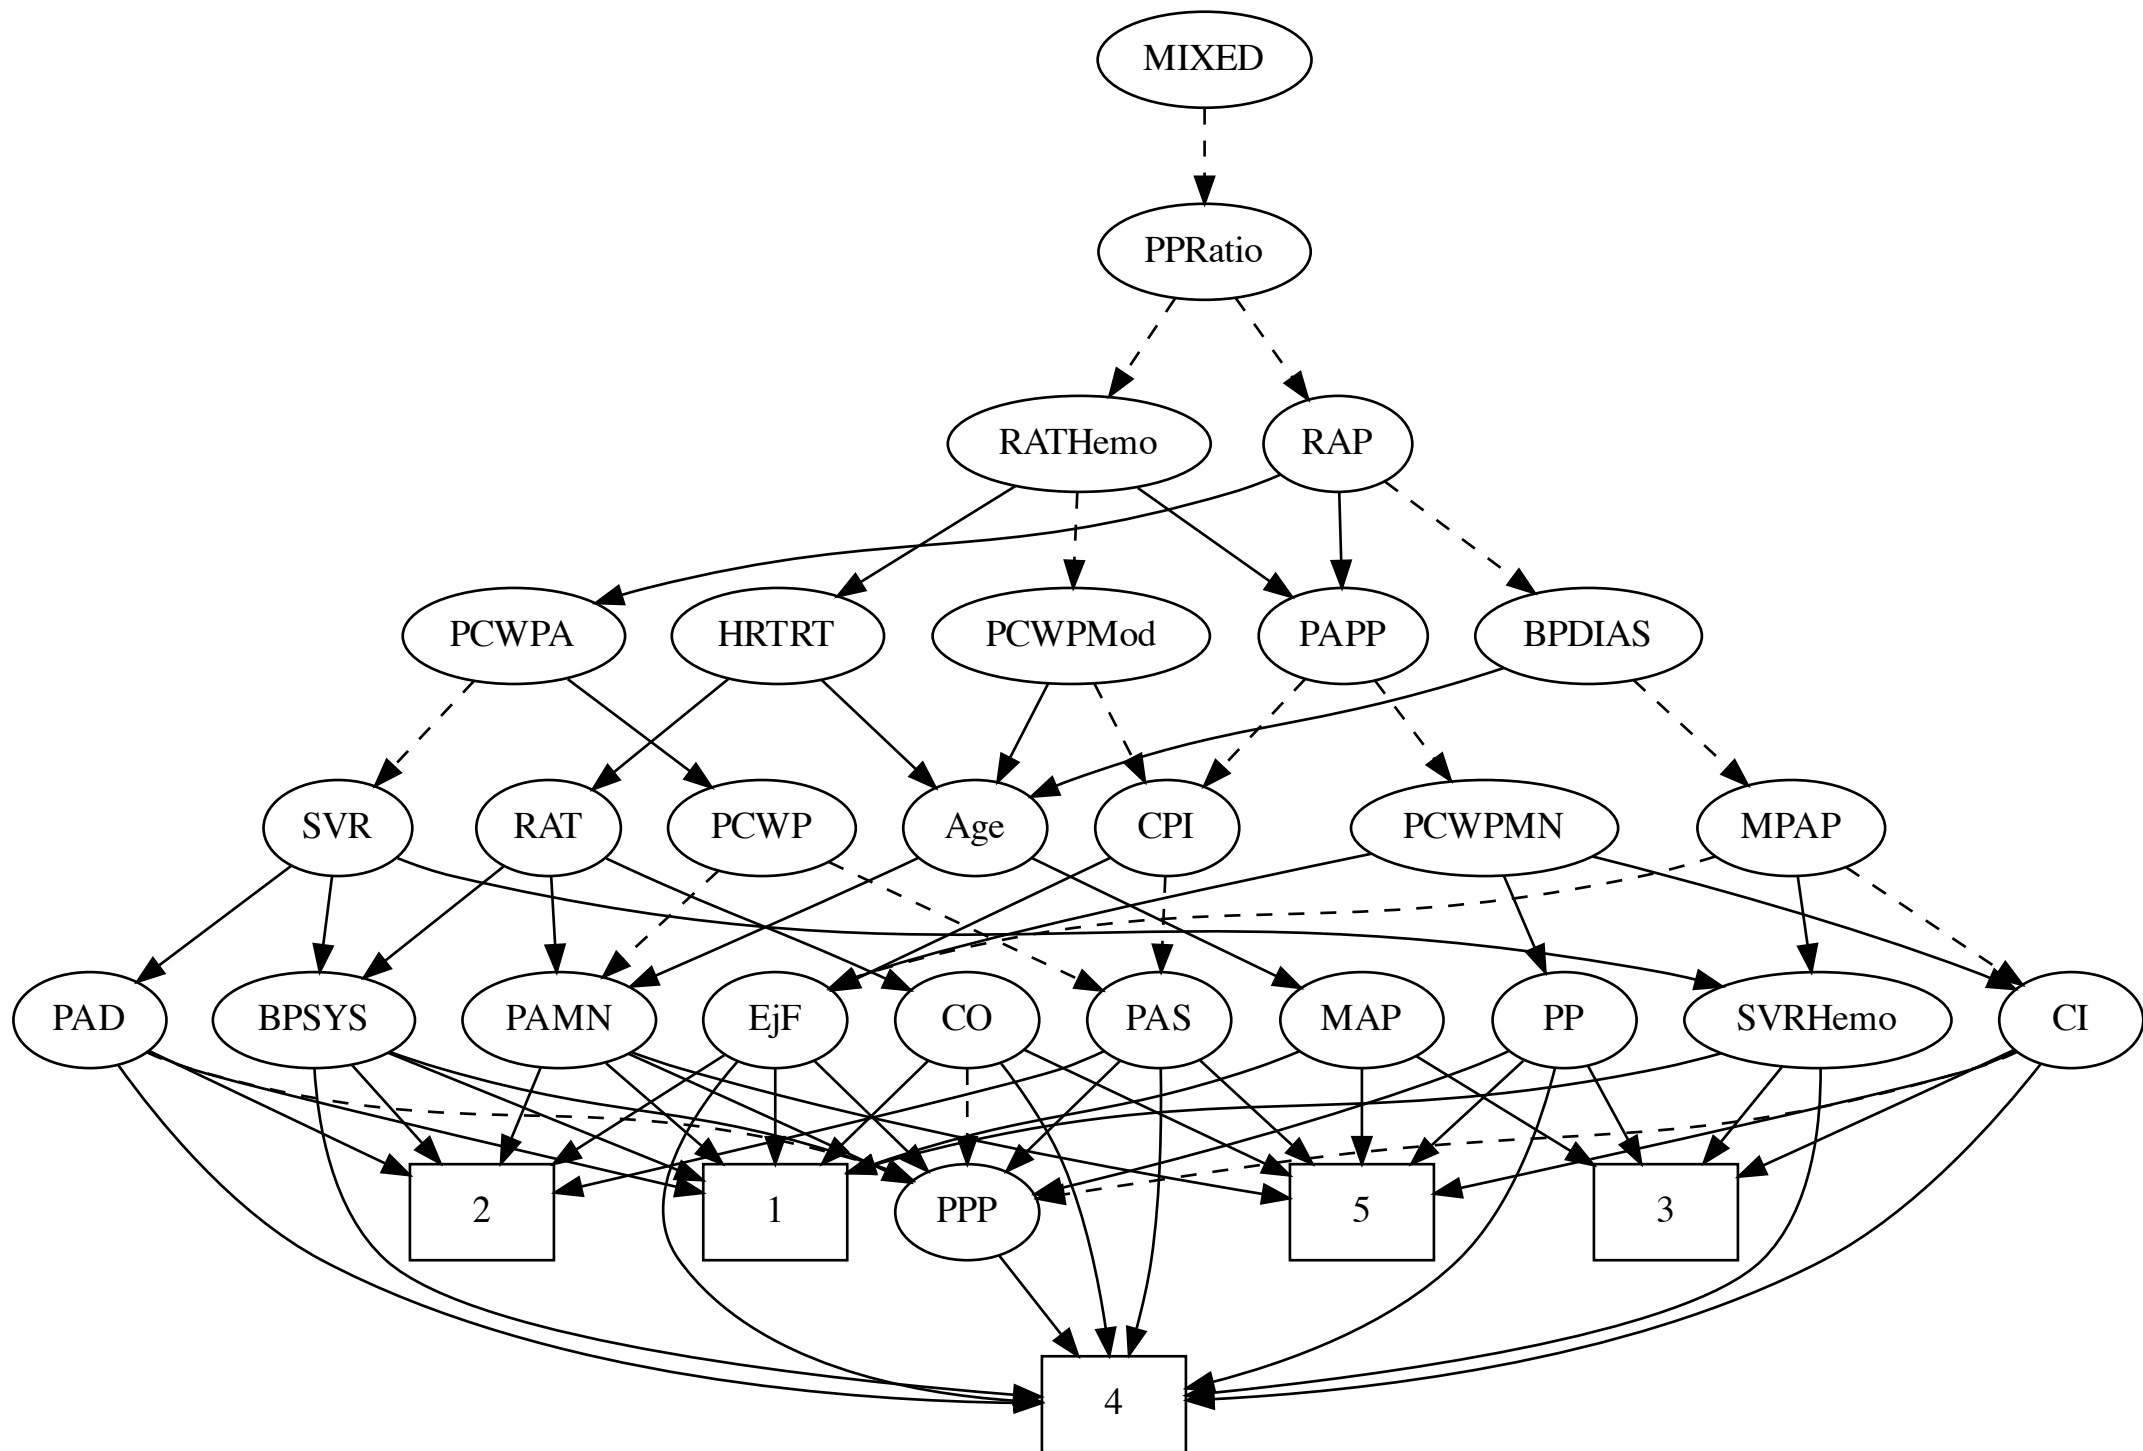 MIXED
PPRatio
RATHemo
RAP
PCWPA
HRTRT
PCWPMod
PAPP
BPDIAS
SVR
RAT
PCWP
Age
CPI
PCWPMN
MPAP
PAD
BPSYS
PAMN
EjF
CO
PAS
MAP
PP
SVRHemo
CI
2
1
PPP
5
3
4